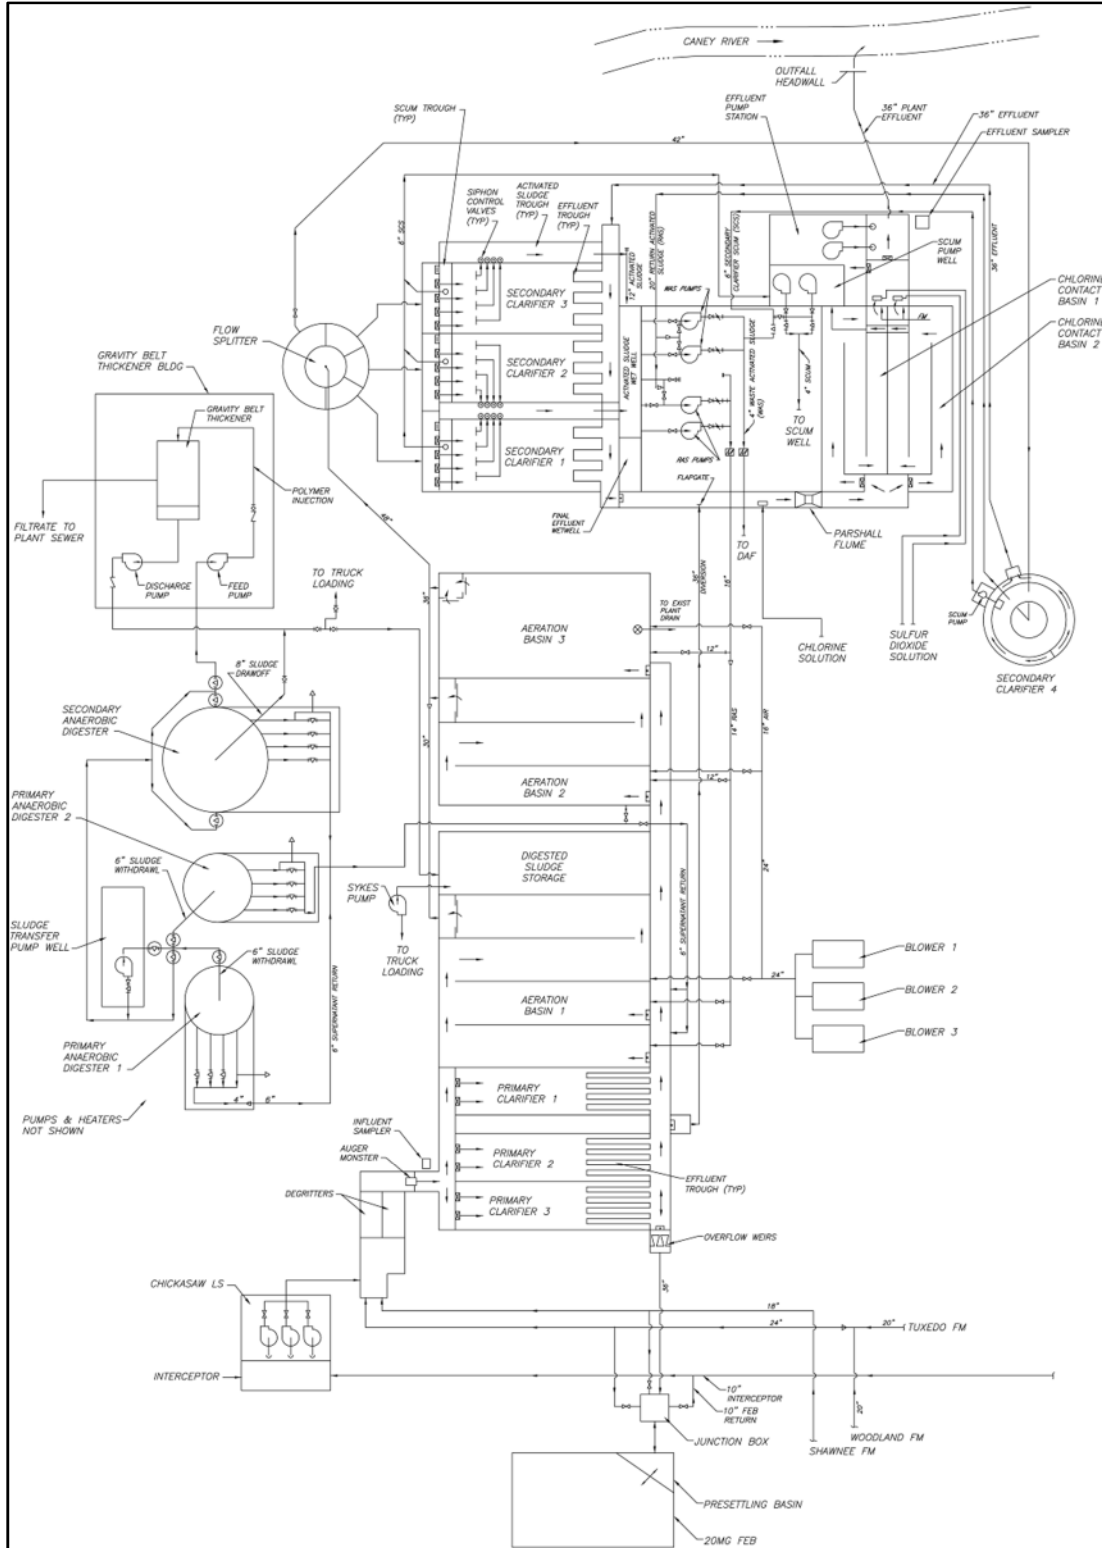 CANEY RIVER
OUTFALL
HEADWALL
EFFLUENT
PUMP
STATION
36" PLANT
EFFLUENT
36" EFFLUENT
EFFLUENT SAMPLER
SCUM TROUGH
(TYP)
42"
SIPHON
CONTROL
VALVES
(TYP)
ACTIVATED
SLUDGE
TROUGH
(TYP)
EFFLUENT
TROUGH (TYP)
6" SCS
12" ACTIVATED
SLUDGE
20" RETURN ACTIVATED
SLUDGE (RAS)
6" SECONDARY
CLARIFIER SCUM (SCS)
36" EFFLUENT
SCUM
PUMP
WELL
CHLORINE
CONTACT
BASIN 1
CHLORINE
CONTACT
BASIN 2
SECONDARY
CLARIFIER 3
SECONDARY
CLARIFIER 2
SECONDARY
CLARIFIER 1
WAS PUMPS
ACTIVATED SLUDGE
WET WELL
4" WASTE ACTIVATED SLUDGE
(WAS)
4" SCUM
TO
SCUM
WELL
RAS PUMPS
FLAPGATE
FINAL
EFFLUENT
WETWELL
PARSHALL
FLUME
TO
DAF
FLOW
SPLITTER
GRAVITY BELT
THICKENER BLDG
GRAVITY BELT
THICKENER
POLYMER
INJECTION
FILTRATE TO
PLANT SEWER
DISCHARGE
PUMP
FEED
PUMP
48"
TO TRUCK
LOADING
36"
AERATION
BASIN 3
TO EXIST
PLANT
DRAIN
36"
DIVERSION
16"
12"
CHLORINE
SOLUTION
SULFUR
DIOXIDE
SOLUTION
SCUM
PUMP
SECONDARY
CLARIFIER 4
8" SLUDGE
DRAWOFF
SECONDARY
ANAEROBIC
DIGESTER
30"
14" RAS
16" AIR
AERATION
BASIN 2
12"
PRIMARY
ANAEROBIC
DIGESTER 2
6" SLUDGE
WITHDRAWL
DIGESTED
SLUDGE
STORAGE
24"
SYKES
PUMP
TO
TRUCK
LOADING
SLUDGE
TRANSFER
PUMP WELL
6" SLUDGE
WITHDRAWL
6" SUPERNATANT RETURN
6" SUPERNATANT RETURN
24"
BLOWER 1
BLOWER 2
BLOWER 3
AERATION
BASIN 1
PRIMARY
ANAEROBIC
DIGESTER 1
4" 6"
PUMPS & HEATERS
NOT SHOWN
PRIMARY
CLARIFIER 1
INFLUENT
SAMPLER
AUGER
MONSTER
PRIMARY
CLARIFIER 2
DEGRITTERS
PRIMARY
CLARIFIER 3
EFFLUENT
TROUGH (TYP)
OVERFLOW WEIRS
36"
CHICKASAW LS
18"
24"
20"
TUXEDO FM
INTERCEPTOR
10"
INTERCEPTOR
10" FEB
RETURN
20"
JUNCTION BOX
WOODLAND FM
SHAWNEE FM
PRESETTLING BASIN
20MG FEB